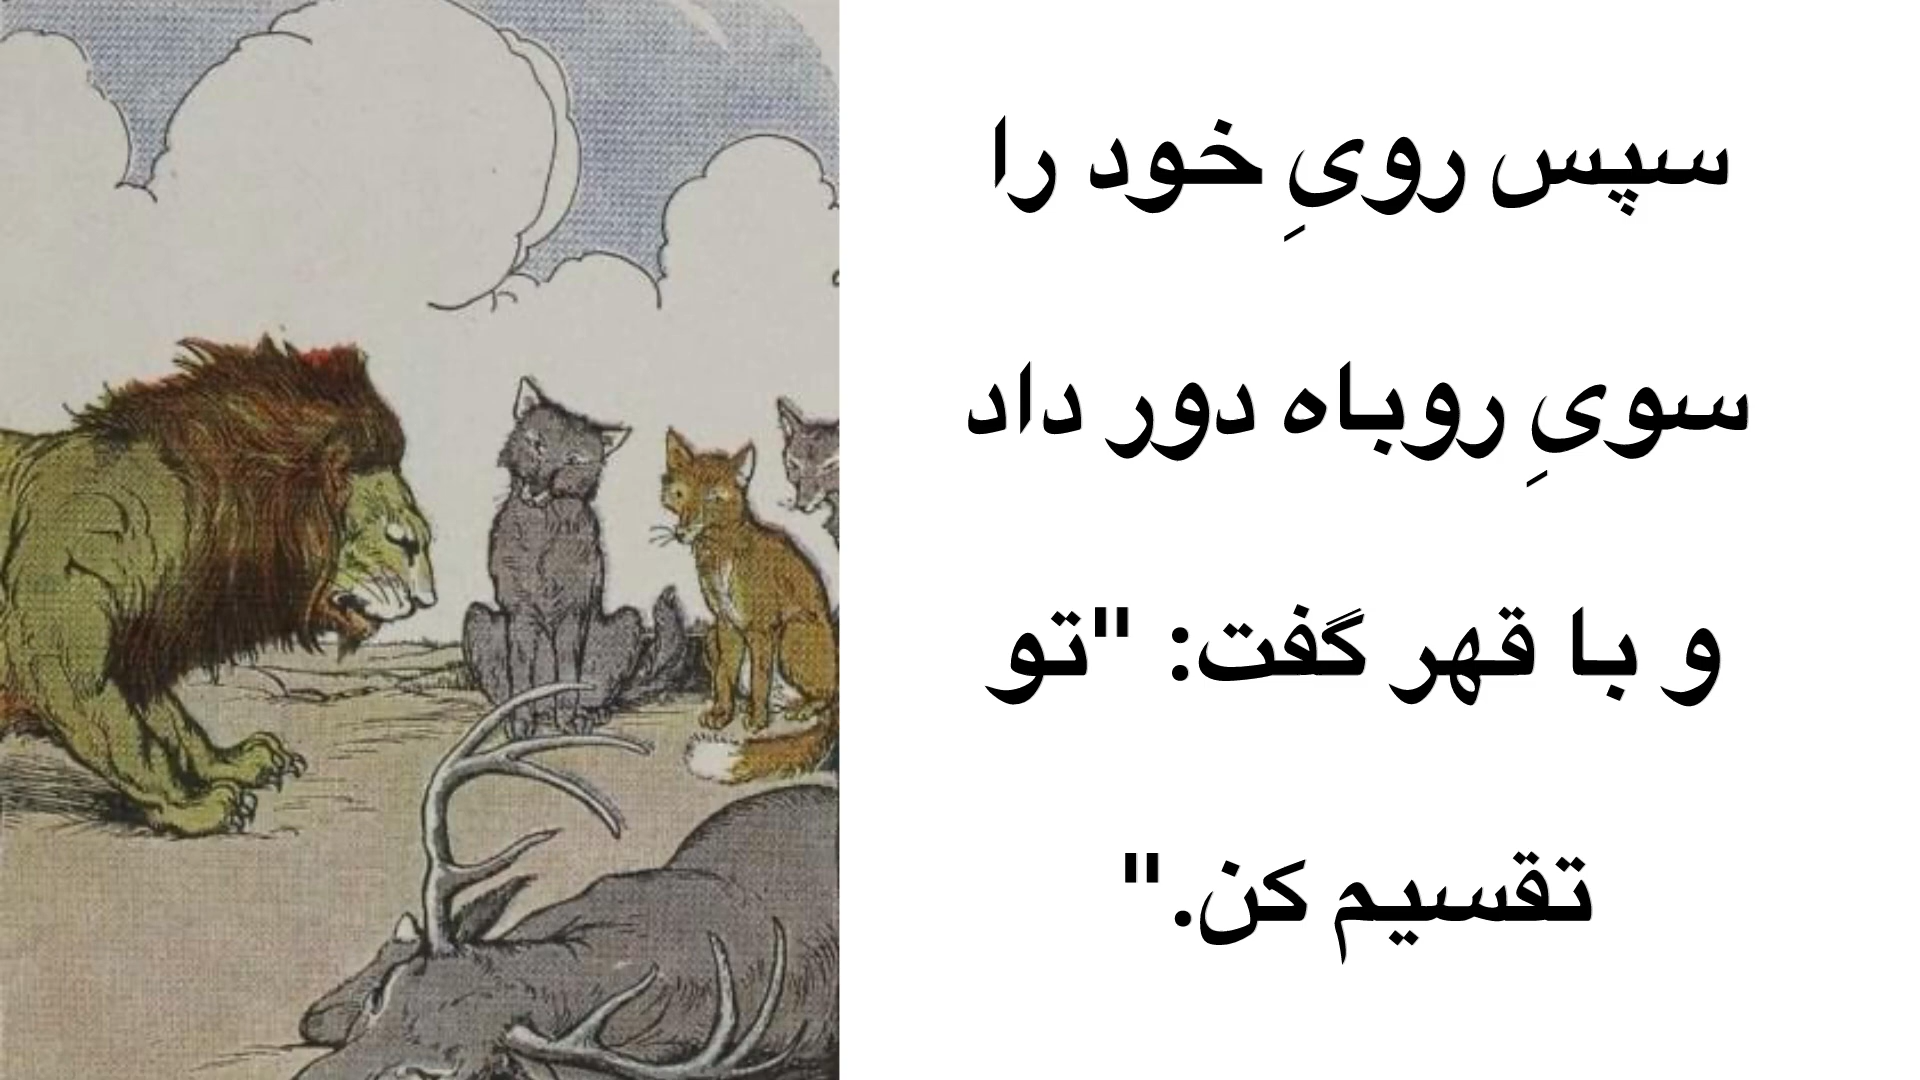 سپس رویِ خود را
سویِ روباه دور داد
و با قهر گفت: "تو
تقسیم کن."